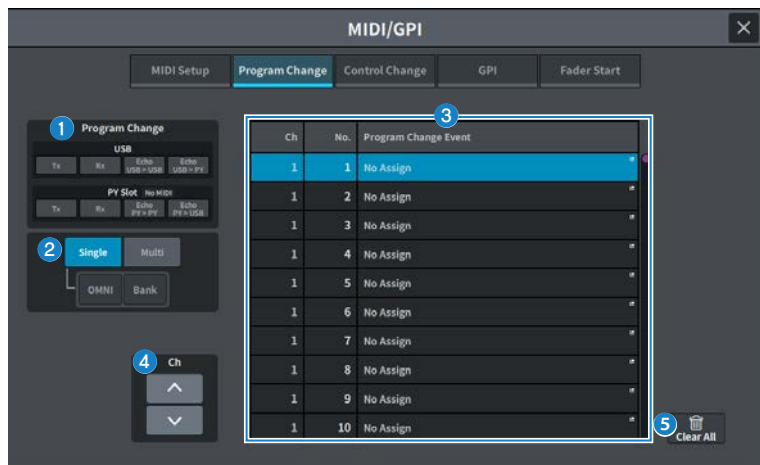 MIDI/GPI
MIDI Setup
Program Change
Control Change
GPI
Fader Start
1
Program Change
USB
Tx
Rx
Echo
USB > USB
Echo
USB > PY
PY Slot No MIDI
Tx
Rx
Echo
PY > PY
Echo
PY > USB
2
Single
Multi
OMNI
Bank
3
Ch No. Program Change Event
1 1 No Assign
1 2 No Assign
1 3 No Assign
1 4 No Assign
1 5 No Assign
1 6 No Assign
1 7 No Assign
1 8 No Assign
1 9 No Assign
1 10 No Assign
4
Ch
5
Clear All